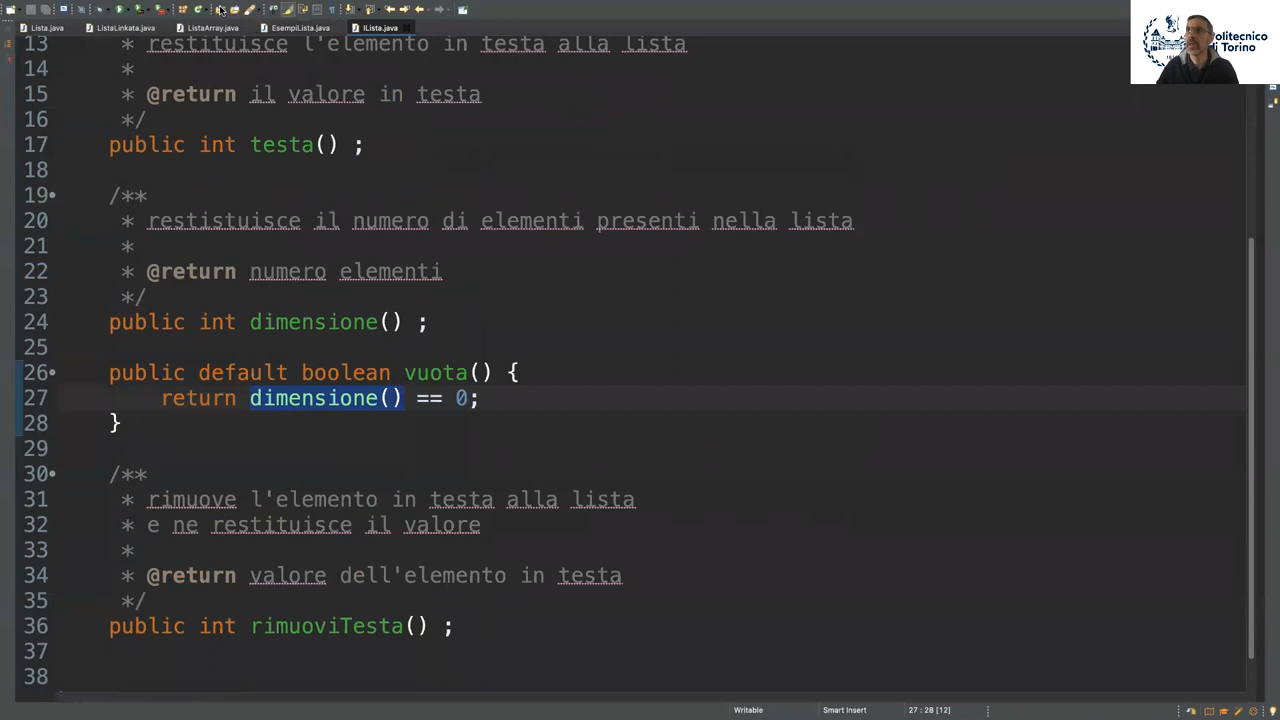 Lista.java
ListaLinkata.java
ListaArray.java
EsempiLista.java
ILista.java
Politecnico
di Torino
13 * restituisce l'elemento in testa alla lista
14 *
15 * @return il valore in testa
16 */
17 public int testa() ;
18
19 /**
20 * restistuisce il numero di elementi presenti nella lista
21 *
22 * @return numero elementi
23 */
24 public int dimensione() ;
25
26 public default boolean vuota() {
27 return dimensione() == 0;
28 }
29
30 /**
31 * rimuove l'elemento in testa alla lista
32 * e ne restituisce il valore
33 *
34 * @return valore dell'elemento in testa
35 */
36 public int rimuoviTesta() ;
37
38
Writable Smart Insert 27 : 28 [12]